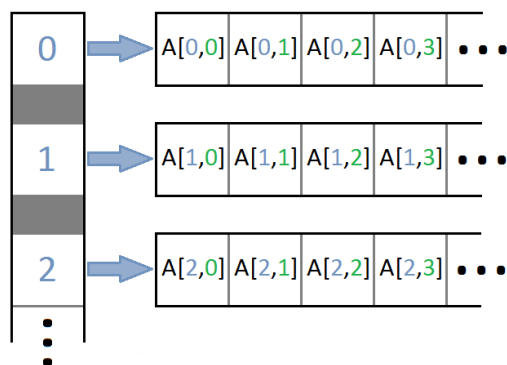 0 A[0,0] A[0,1] A[0,2] A[0,3] •••
1 A[1,0] A[1,1] A[1,2] A[1,3] •••
2 A[2,0] A[2,1] A[2,2] A[2,3] •••